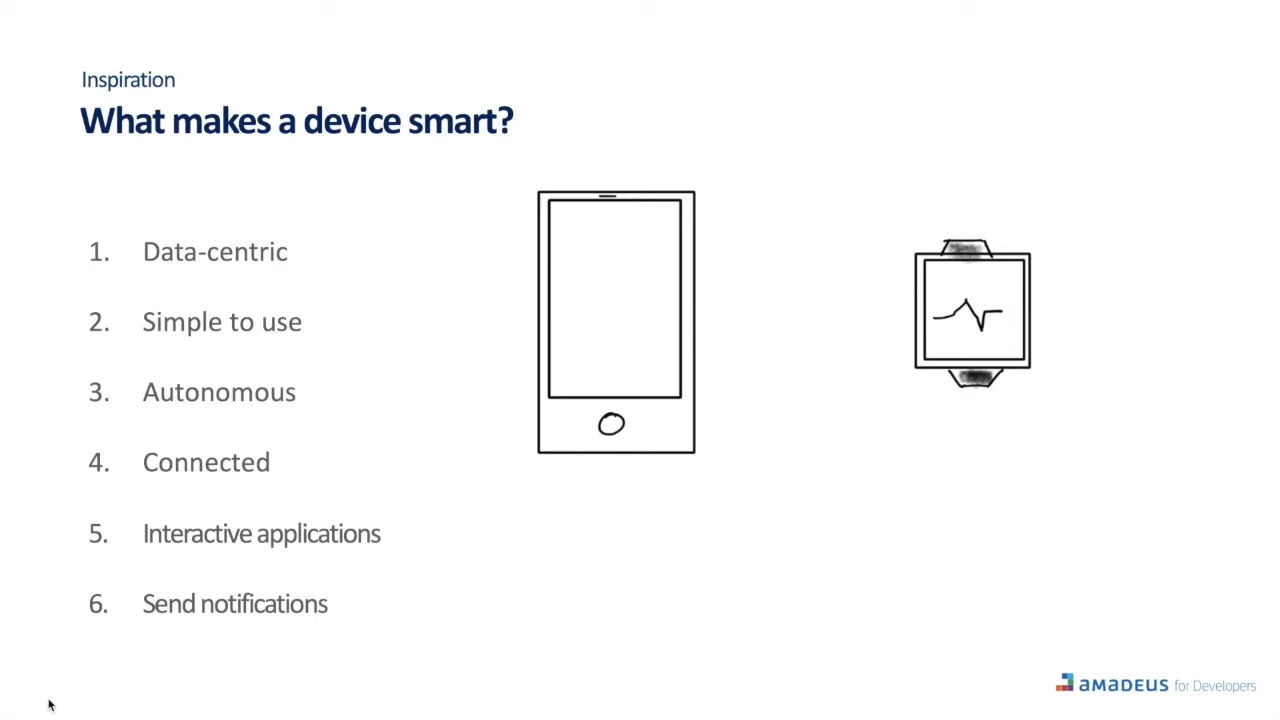 Inspiration
What makes a device smart?
1. Data-centric
2. Simple to use
3. Autonomous
4. Connected
5. Interactive applications
6. Send notifications
amadeus for Developers